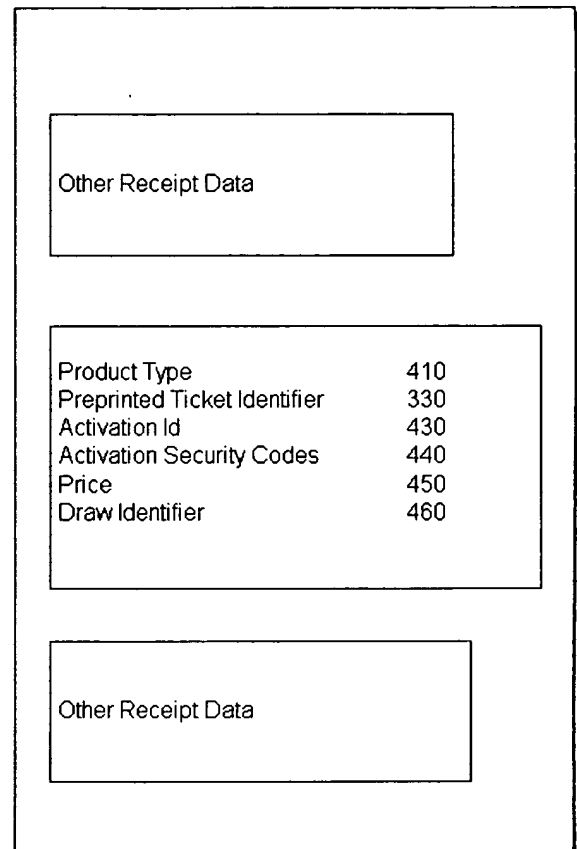 Other Receipt Data
Product Type 410
Preprinted Ticket Identifier 330
Activation Id 430
Activation Security Codes 440
Price 450
Draw Identifier 460
Other Receipt Data